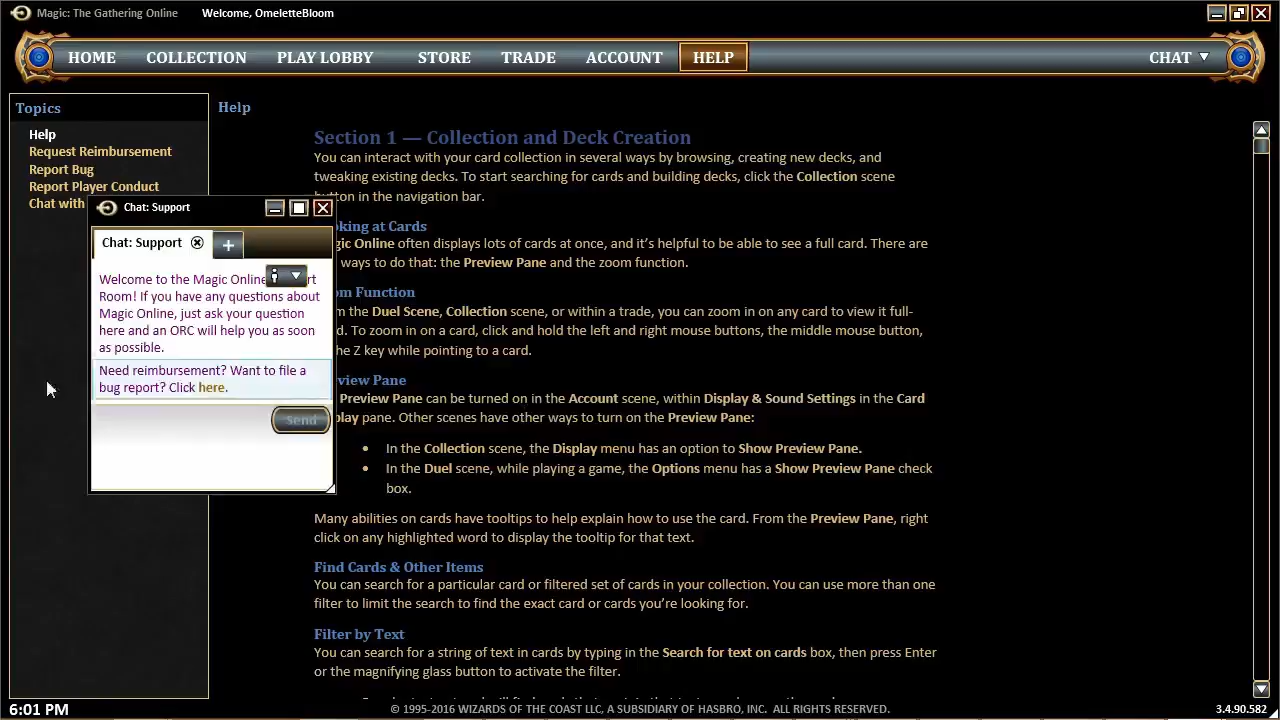 Magic: The Gathering Online
Welcome, OmeletteBloom
HOME COLLECTION PLAY LOBBY STORE TRADE ACCOUNT HELP CHAT
Topics
Help
Request Reimbursement
Report Bug
Report Player Conduct
Chat with
Chat: Support
Chat: Support
Welcome to the Magic Online
Room! If you have any questions about
Magic Online, just ask your question
here and an ORC will help you as soon
as possible.
Need reimbursement? Want to file a
bug report? Click here.
Send
Help
Section 1 — Collection and Deck Creation
You can interact with your card collection in several ways by browsing, creating new decks, and
tweaking existing decks. To start searching for cards and building decks, click the Collection scene
button in the navigation bar.
oking at Cards
gic Online often displays lots of cards at once, and it's helpful to be able to see a full card. There are
ways to do that: the Preview Pane and the zoom function.
om Function
m the Duel Scene, Collection scene, or within a trade, you can zoom in on any card to view it full-
d. To zoom in on a card, click and hold the left and right mouse buttons, the middle mouse button,
he Z key while pointing to a card.
view Pane
Preview Pane can be turned on in the Account scene, within Display & Sound Settings in the Card
play pane. Other scenes have other ways to turn on the Preview Pane:
• In the Collection scene, the Display menu has an option to Show Preview Pane.
• In the Duel scene, while playing a game, the Options menu has a Show Preview Pane check
box.
Many abilities on cards have tooltips to help explain how to use the card. From the Preview Pane, right
click on any highlighted word to display the tooltip for that text.
Find Cards & Other Items
You can search for a particular card or filtered set of cards in your collection. You can use more than one
filter to limit the search to find the exact card or cards you're looking for.
Filter by Text
You can search for a string of text in cards by typing in the Search for text on cards box, then press Enter
or the magnifying glass button to activate the filter.
6:01 PM
© 1995-2016 WIZARDS OF THE COAST LLC, A SUBSIDIARY OF HASBRO, INC. ALL RIGHTS RESERVED.
3.4.90.582